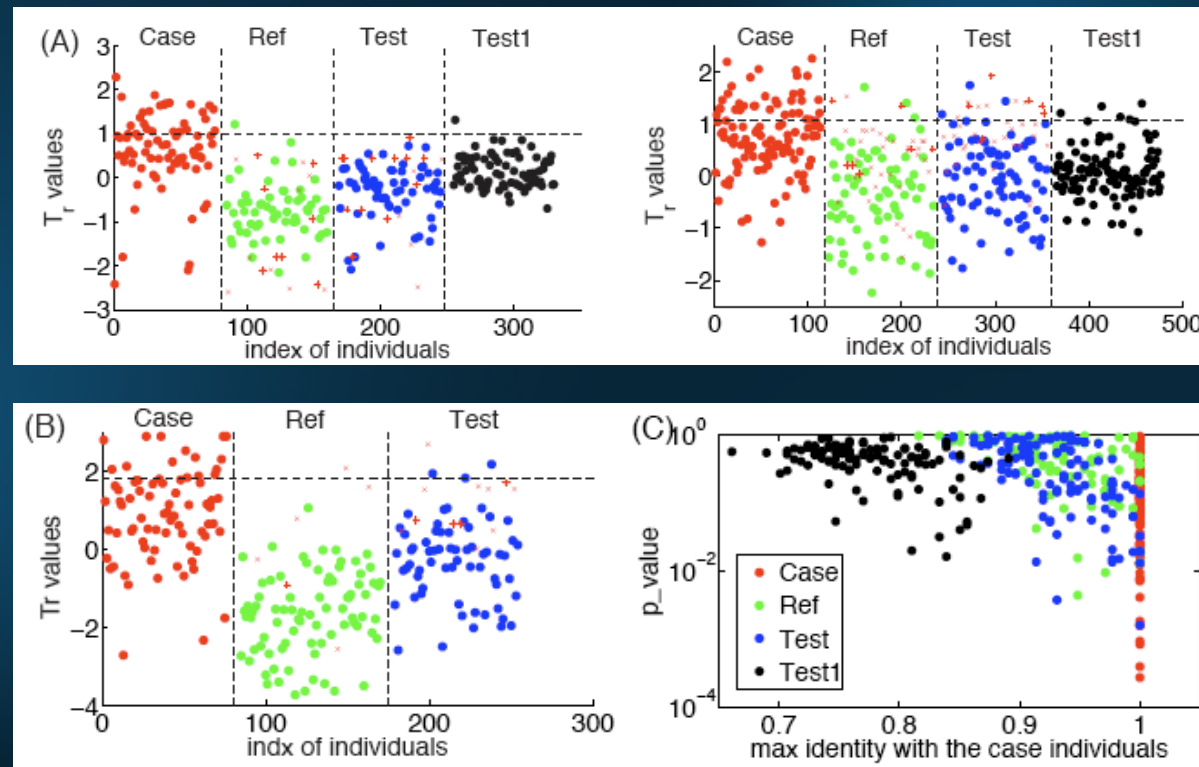 (A) Case Ref Test Test1
3
2
1
0
−1
−2
−3
Tr values
0 100 200 300
index of individuals
Case Ref Test Test1
2
1
0
−1
−2
Tr values
0 100 200 300 400 500
index of individuals
(B) Case Ref Test
2
0
−2
−4
Tr values
0 100 200 300
indx of individuals
(C)
10^0
10^−2
10^−4
p_value
Case
Ref
Test
Test1
0.7 0.8 0.9 1
max identity with the case individuals